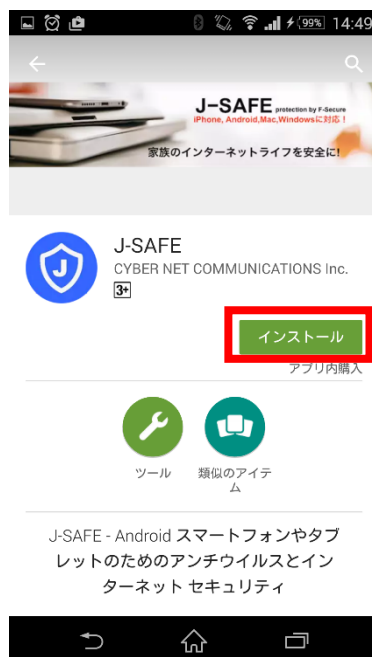 99% 14:49
J-SAFE protection by F-Secure
iPhone, Android,Mac,Windowsに対応！
家族のインターネットライフを安全に!
J-SAFE
CYBER NET COMMUNICATIONS Inc.
3+
インストール
アプリ内購入
ツール
類似のアイテ
ム
J-SAFE - Android スマートフォンやタブ
レットのためのアンチウイルスとイン
ターネット セキュリティ